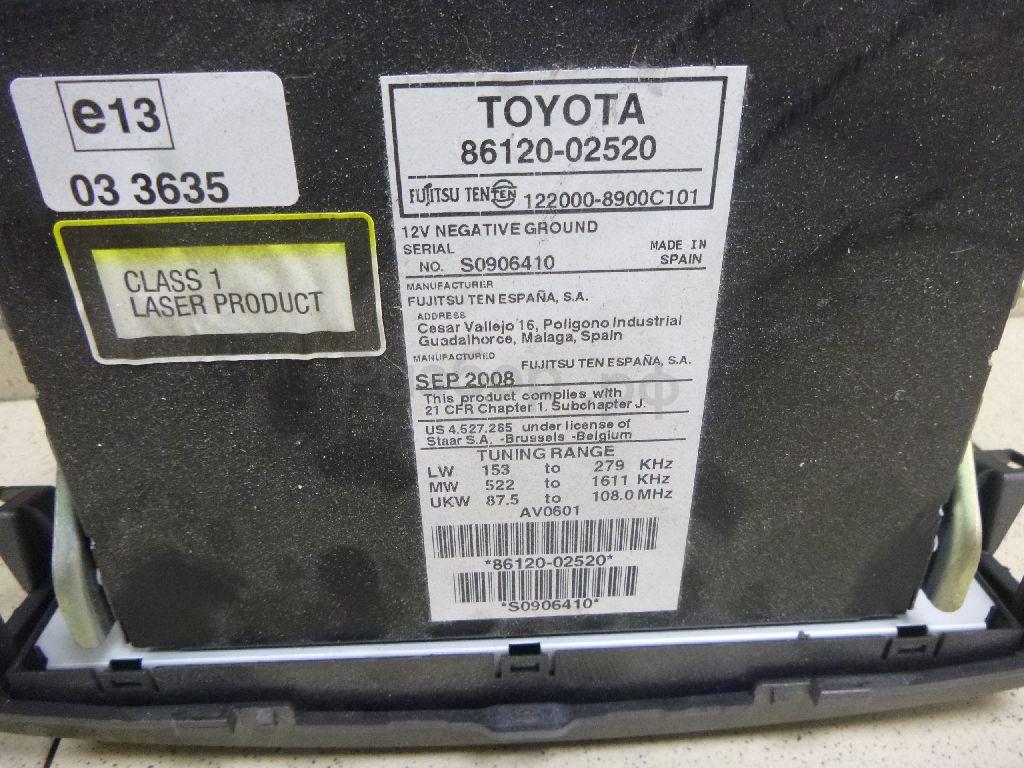 e13
03 3635
CLASS 1
LASER PRODUCT
TOYOTA
86120-02520
FUJITSU TEN TEN 122000-8900C101
12V NEGATIVE GROUND
SERIAL
NO. S0906410
MADE IN
SPAIN
MANUFACTURER
FUJITSU TEN ESPAÑA, S.A.
ADDRESS
Cesar Vallejo 16, Poligono Industrial
Guadalhorce, Malaga, Spain
MANUFACTURED
FUJITSU TEN ESPAÑA, S.A.
SEP 2008
This product complies with
21 CFR Chapter 1. Subchapter J.
US 4.527.265 under license of
Staar S.A. -Brussels -Belgium
TUNING RANGE
LW 153 to 279 KHz
MW 522 to 1611 KHz
UKW 87.5 to 108.0 MHz
AV0601
*86120-02520*
*S0906410*